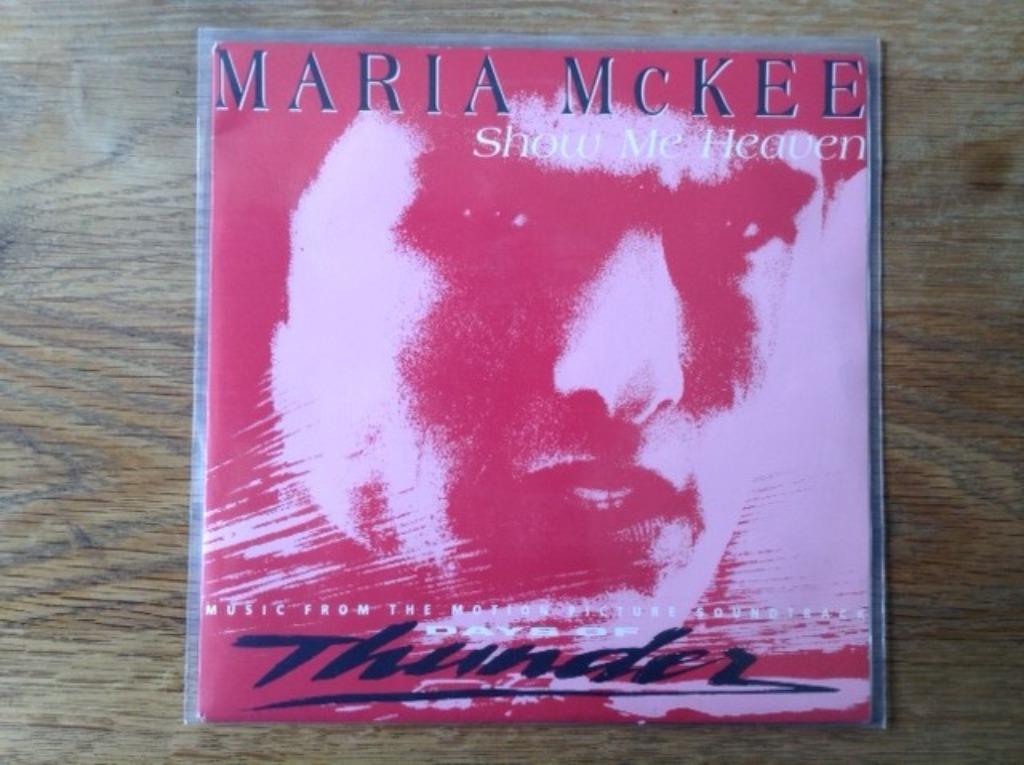 MARIA McKEE
Show Me Heaven
MUSIC FROM THE MOTION PICTURE SOUNDTRACK
DAYS OF
Thunder